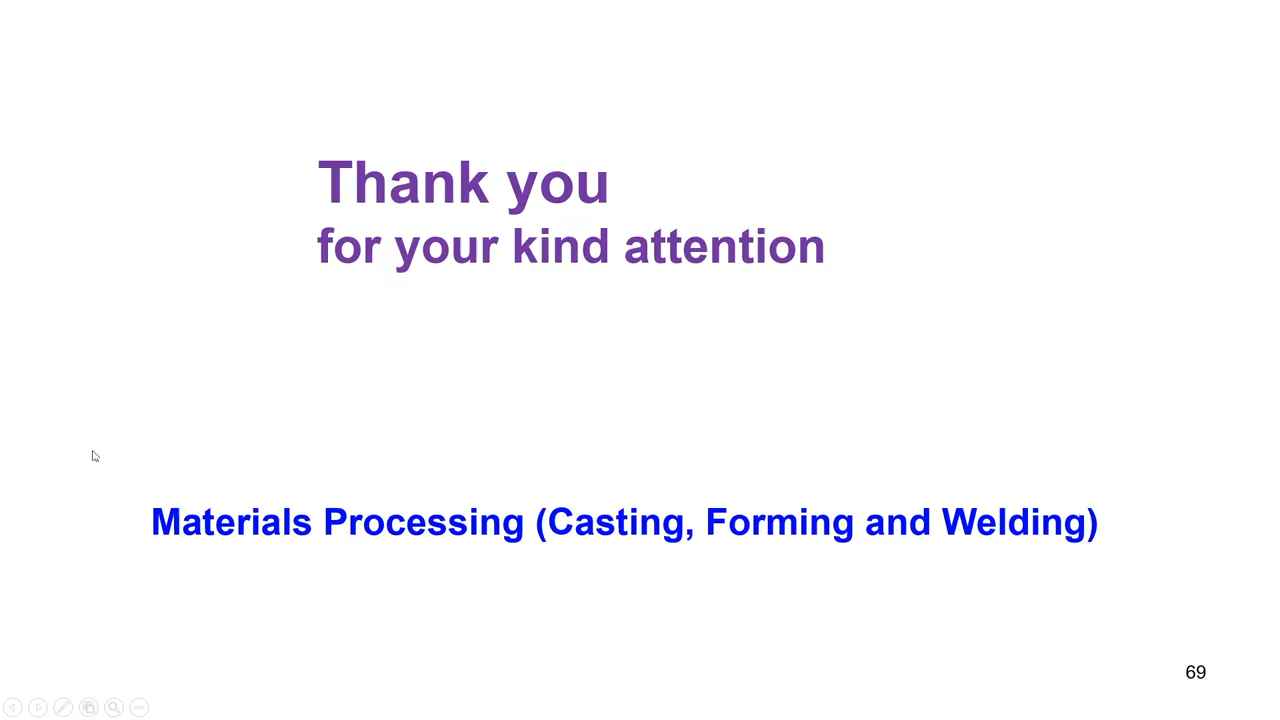 Thank you
for your kind attention
Materials Processing (Casting, Forming and Welding)
69